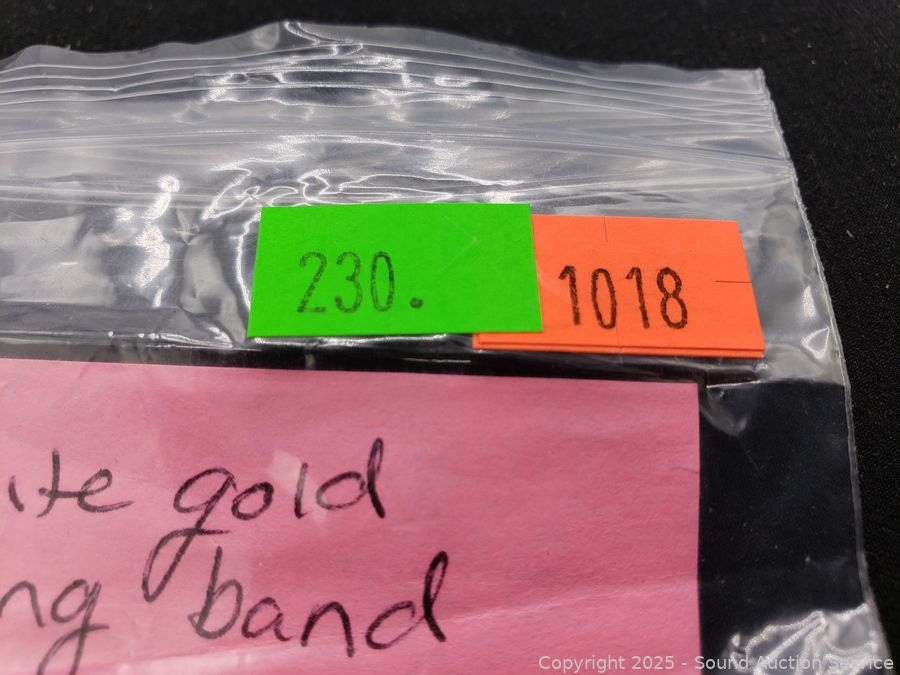 230. 1018
ite gold
ng band
Copyright 2025 - Sound Auction Service